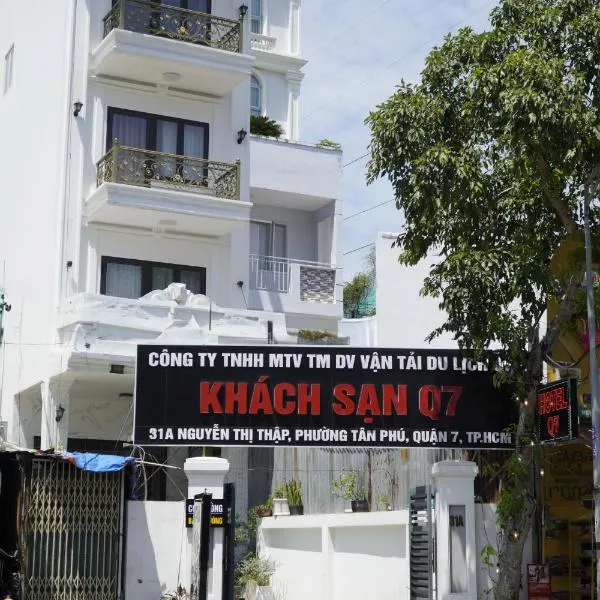 CÔNG TY TNHH MTV TM DV VẬN TẢI DU LỊCH
KHÁCH SẠN Q7
31A NGUYỄN THỊ THẬP, PHƯỜNG TÂN PHÚ, QUẬN 7, TP.HCM
HOTEL
Q7
31A